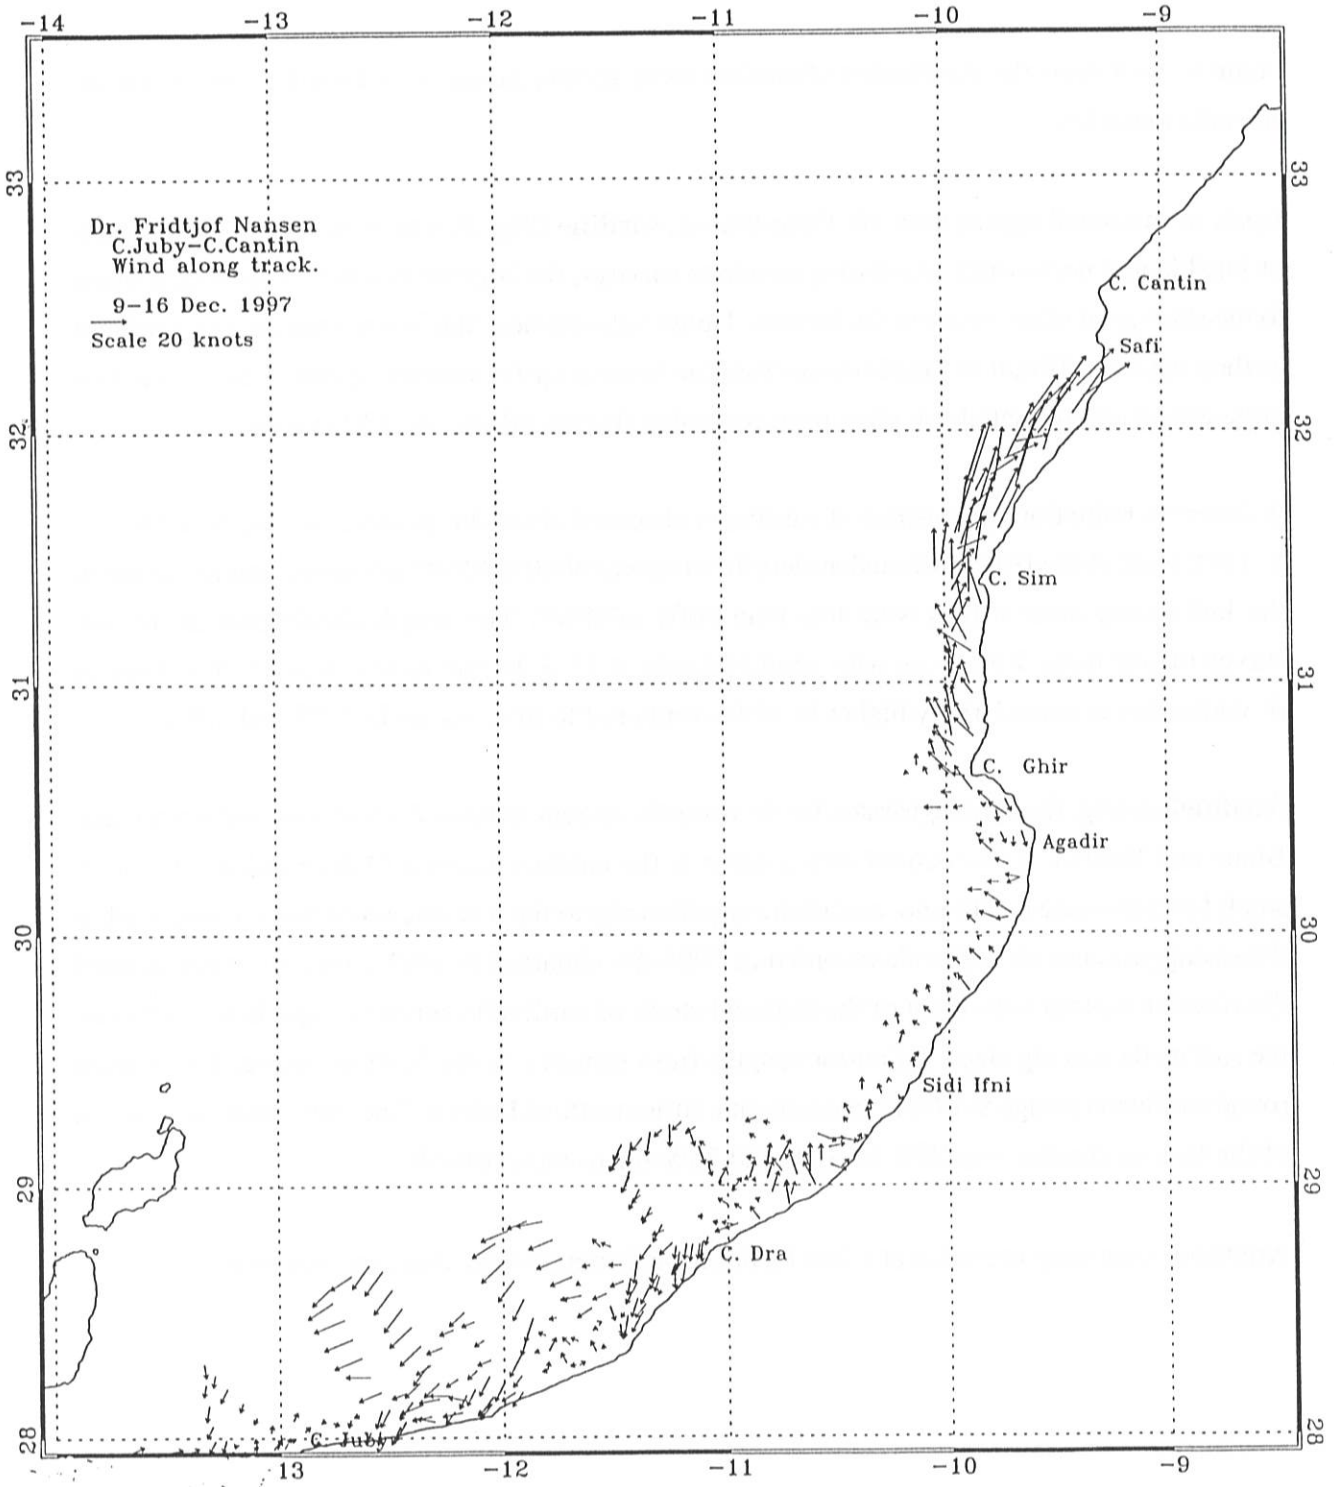 -14 -13 -12 -11 -10 -9
33 33
Dr. Fridtjof Nansen
C.Juby-C.Cantin
Wind along track.
9-16 Dec. 1997
Scale 20 knots
C. Cantin
Safi
32 32
C. Sim
31 31
C. Ghir
Agadir
30 30
Sidi Ifni
29 29
C. Dra
28 28
C. Juby
-13 -12 -11 -10 -9